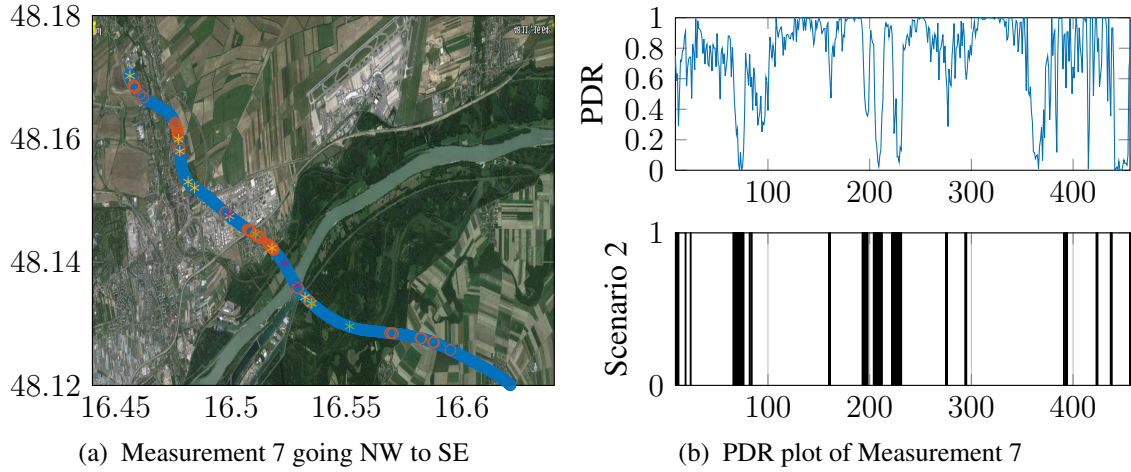 48.18
48.16
48.14
48.12
16.45 16.5 16.55 16.6
(a) Measurement 7 going NW to SE
PDR
1
0.8
0.6
0.4
0.2
0
100 200 300 400
Scenario 2
1
0
100 200 300 400
(b) PDR plot of Measurement 7